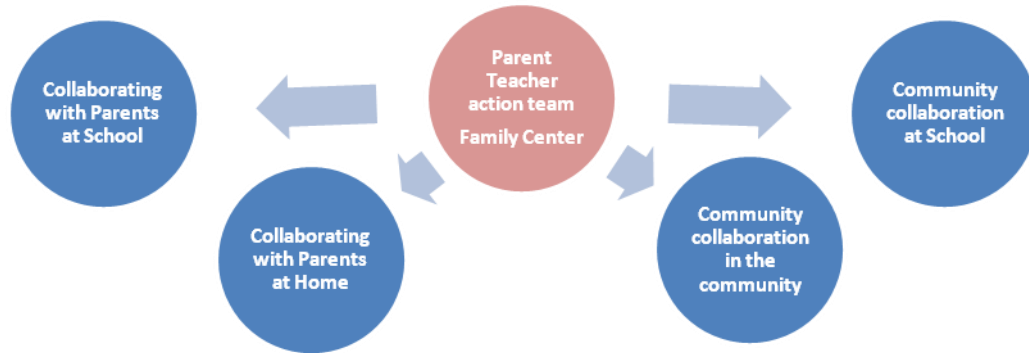 Parent
Teacher
action team
Family Center
Collaborating
with Parents
at School
Collaborating
with Parents
at Home
Community
collaboration
in the
community
Community
collaboration
at School